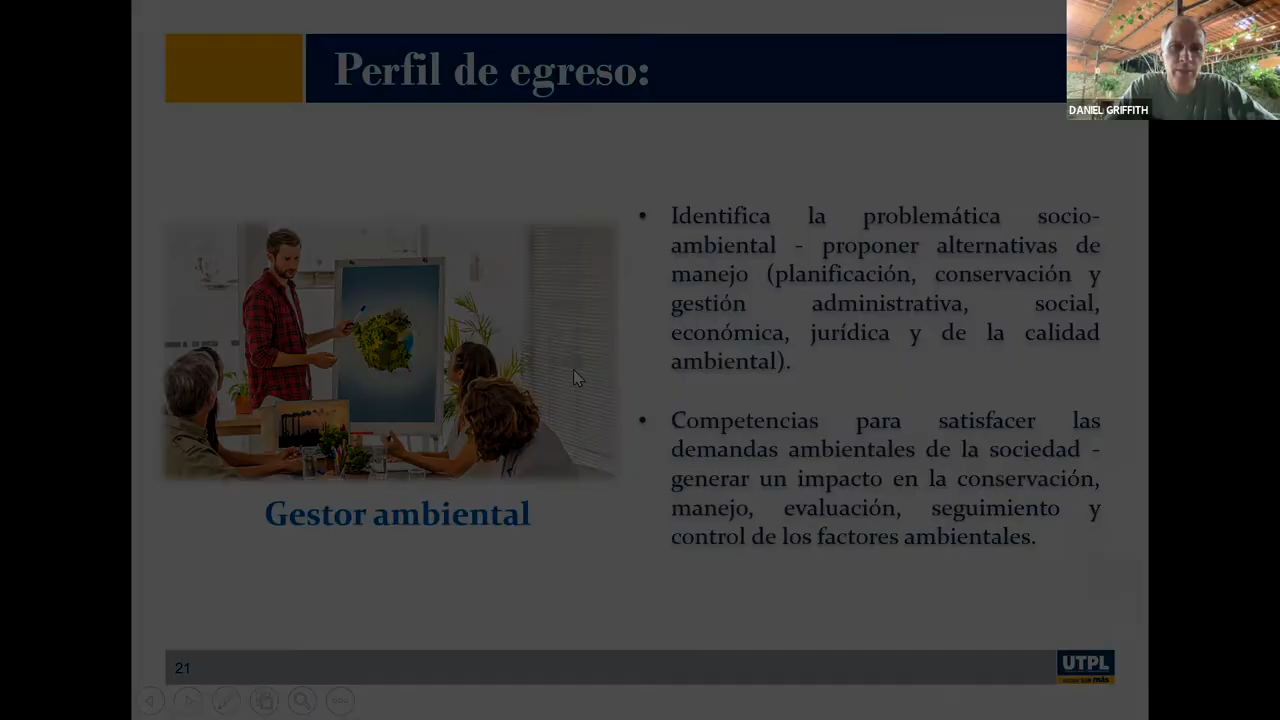 Perfil de egreso:
DANIEL GRIFFITH
• Identifica la problemática socio-
ambiental - proponer alternativas de
manejo (planificación, conservación y
gestión administrativa, social,
económica, jurídica y de la calidad
ambiental).
• Competencias para satisfacer las
demandas ambientales de la sociedad -
generar un impacto en la conservación,
manejo, evaluación, seguimiento y
control de los factores ambientales.
Gestor ambiental
21
UTPL